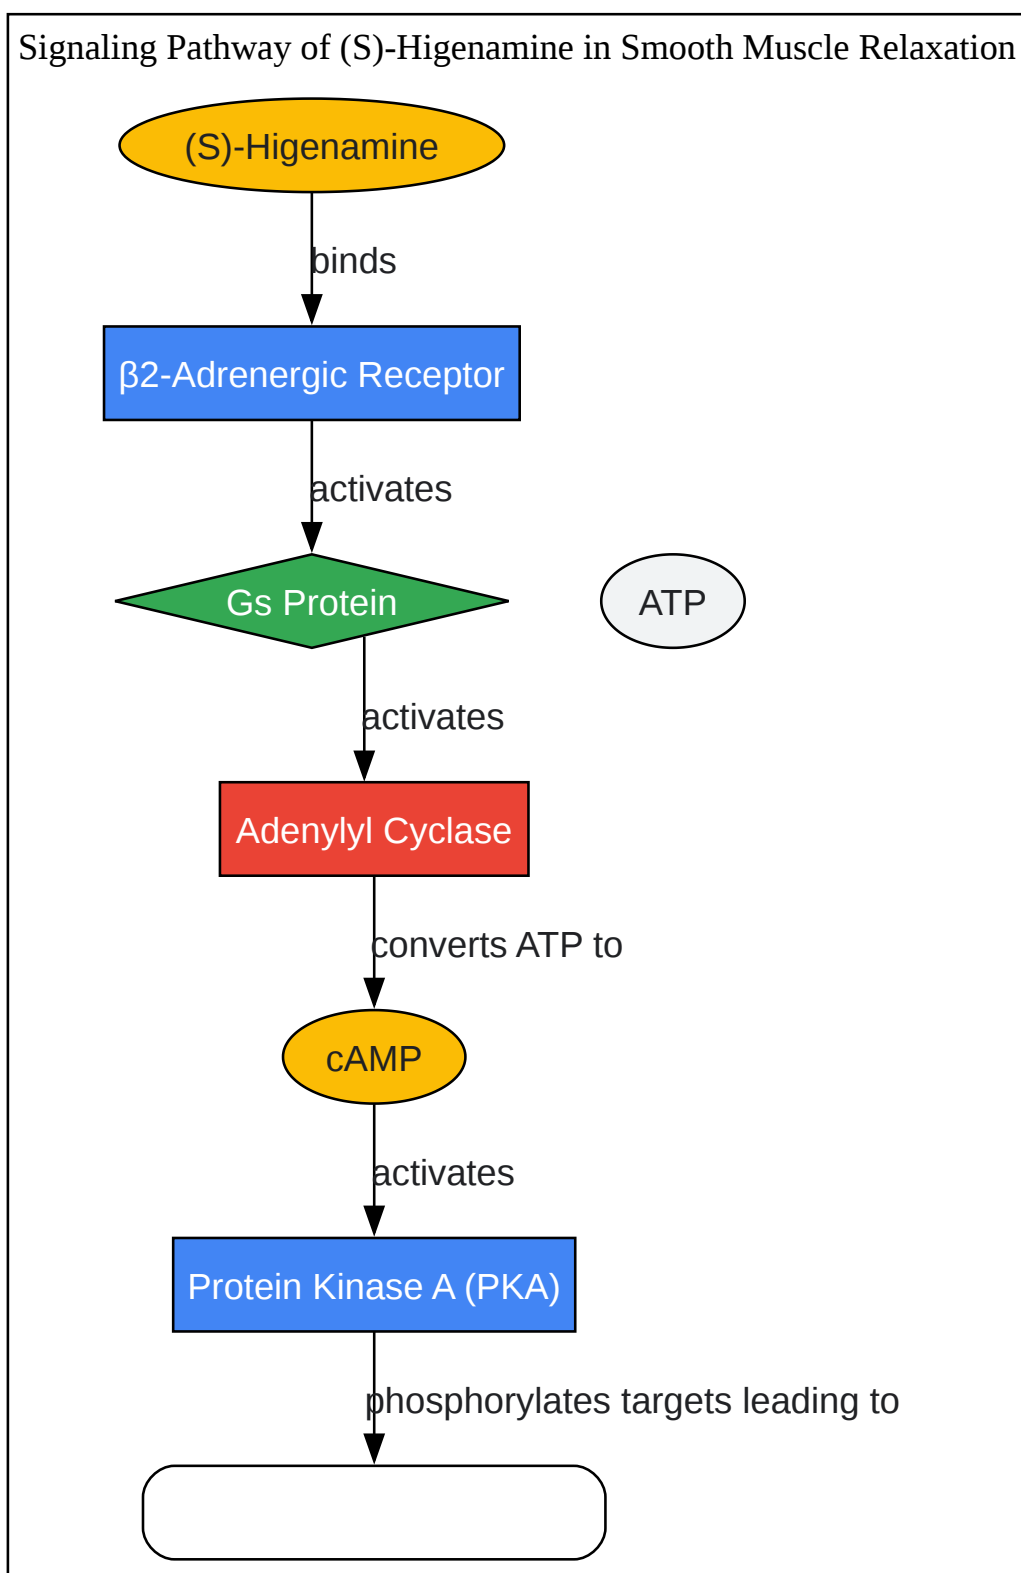 Signaling Pathway of (S)-Higenamine in Smooth Muscle Relaxation
(S)-Higenamine
binds
β2-Adrenergic Receptor
activates
Gs Protein
ATP
activates
Adenylyl Cyclase
converts ATP to
cAMP
activates
Protein Kinase A (PKA)
phosphorylates targets leading to